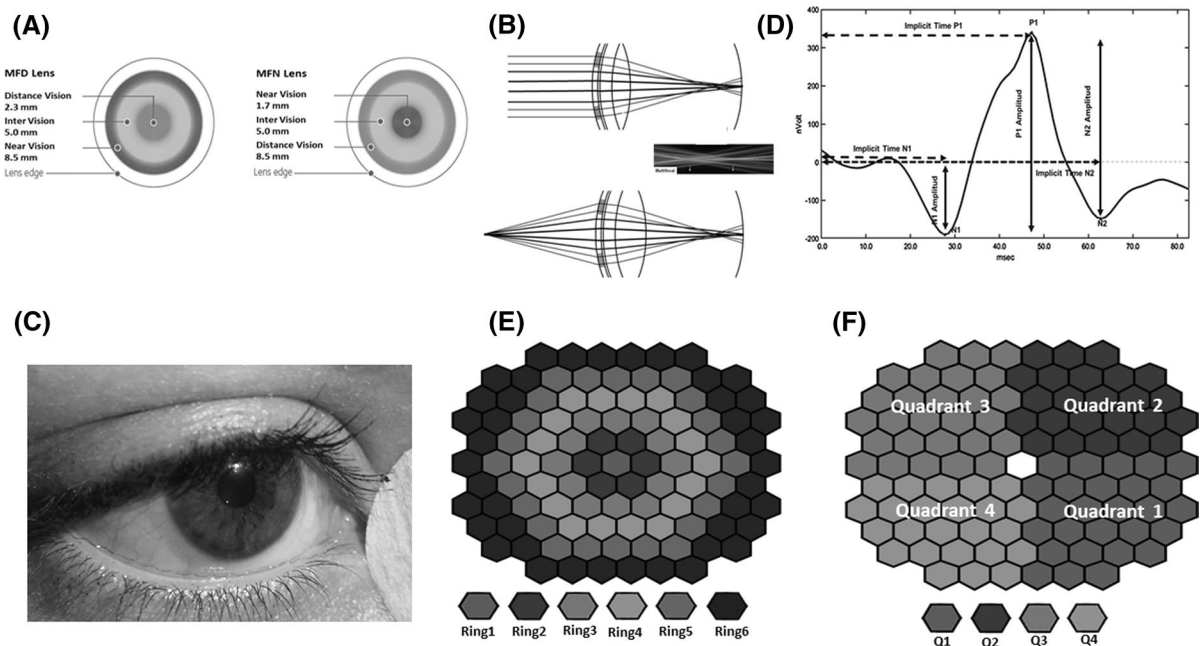 (A)
MFD Lens
Distance Vision
2.3 mm
Inter Vision
5.0 mm
Near Vision
8.5 mm
Lens edge
MFN Lens
Near Vision
1.7 mm
Inter Vision
5.0 mm
Distance Vision
8.5 mm
Lens edge
(B)
Multifocal
(D)
400
300
200
100
0
-100
-200
nVolt
0.0
10.0
20.0
30.0
40.0
50.0
60.0
70.0
80.0
msec
Implicit Time P1
P1
Implicit Time N1
Implicit Time N2
N1 Amplitud
P1 Amplitud
N2 Amplitud
N1
N2
(C)
(E)
Ring1 Ring2 Ring3 Ring4 Ring5 Ring6
(F)
Quadrant 3 Quadrant 2
Quadrant 4 Quadrant 1
Q1 Q2 Q3 Q4